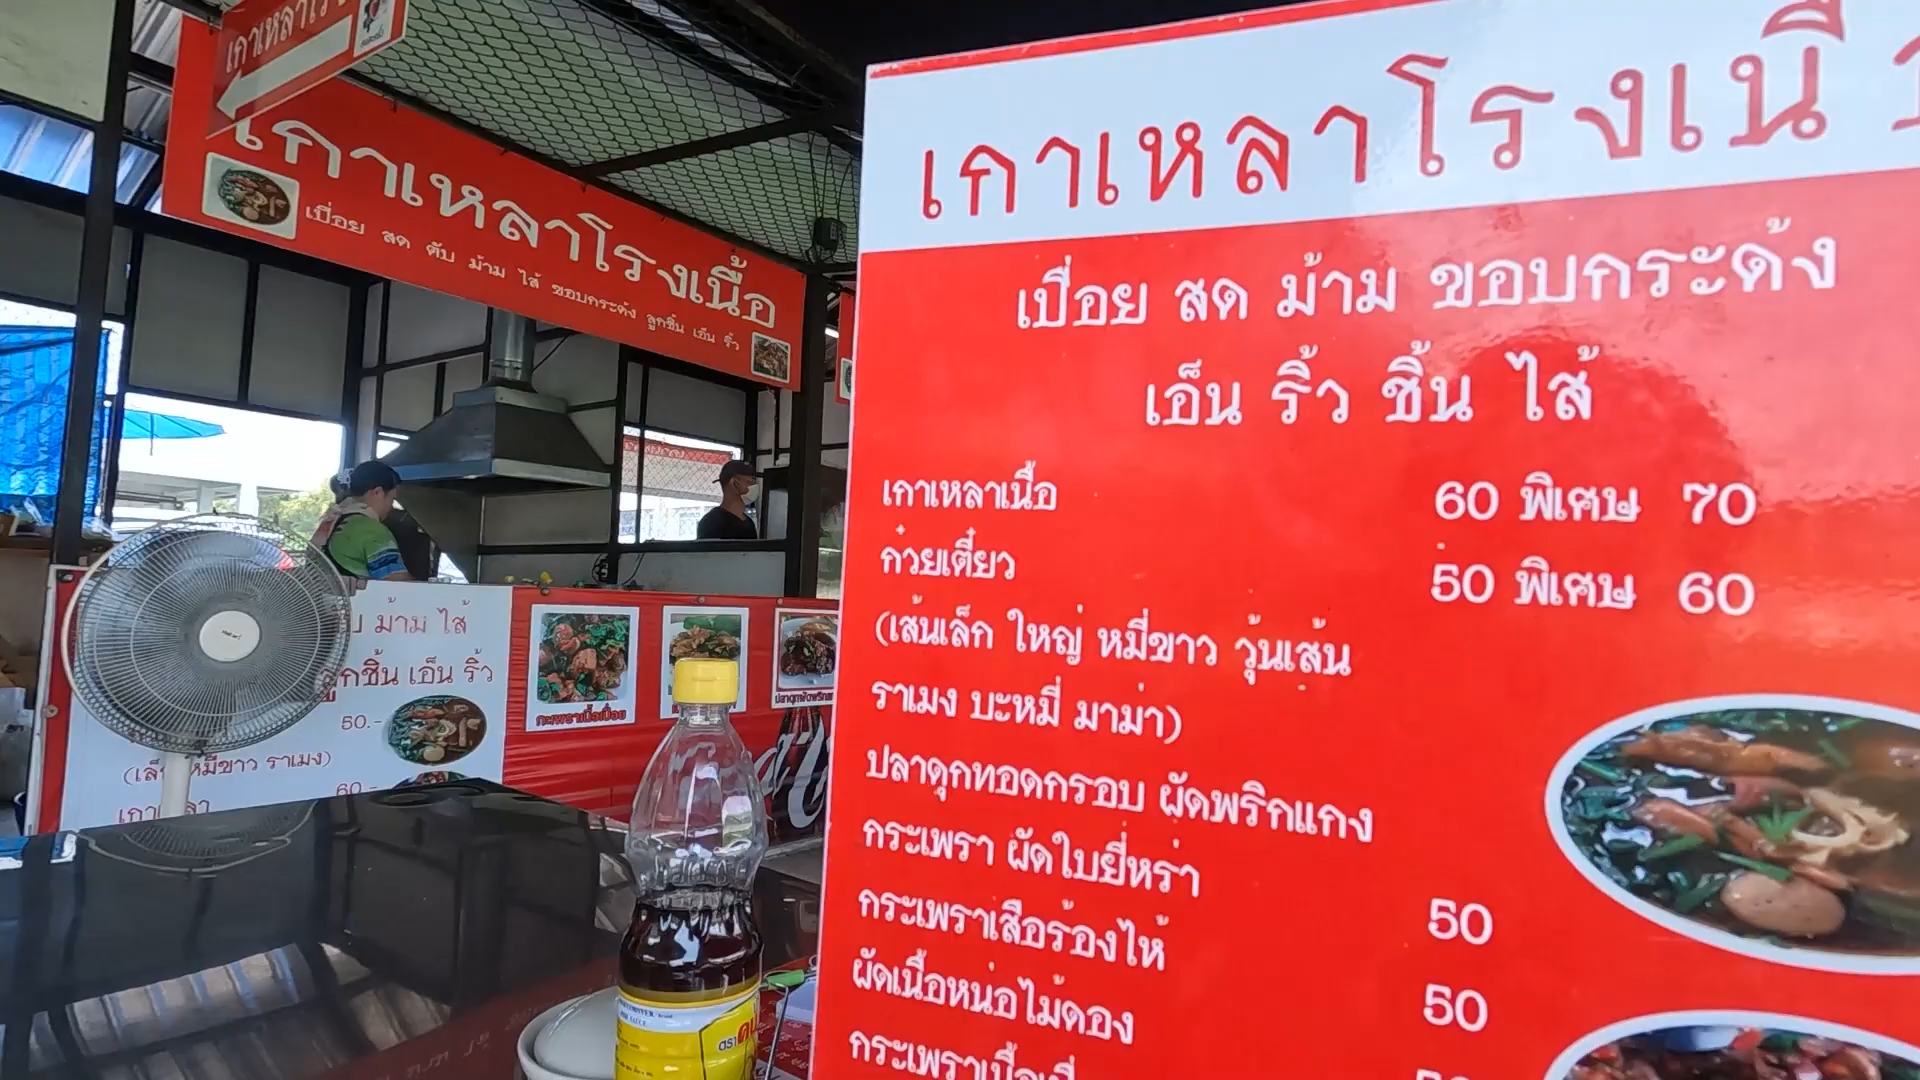 เกาเหลาโรงเนื้อ
เปื่อย สด ตับ ม้าม ไส้ ขอบกระด้ง ลูกชิ้น เอ็น ริ้ว
เกาเหลาโรงเนื้อ
เปื่อย สด ม้าม ขอบกระด้ง
เอ็น ริ้ว ชิ้น ไส้
เกาเหลาเนื้อ 60 พิเศษ 70
ก๋วยเตี๋ยว 50 พิเศษ 60
(เส้นเล็ก ใหญ่ หมี่ขาว วุ้นเส้น
ราเมง บะหมี่ มาม่า)
ปลาดุกทอดกรอบ ผัดพริกแกง
กระเพรา ผัดใบยี่หร่า 50
กระเพราเสือร้องไห้ 50
ผัดเนื้อหน่อไม้ดอง
ม้าม ไส้
ลูกชิ้น เอ็น ริ้ว
50.-
หมี่ขาว ราเมง)
60.-
กะเพราเนื้อเปื่อย
ตรา